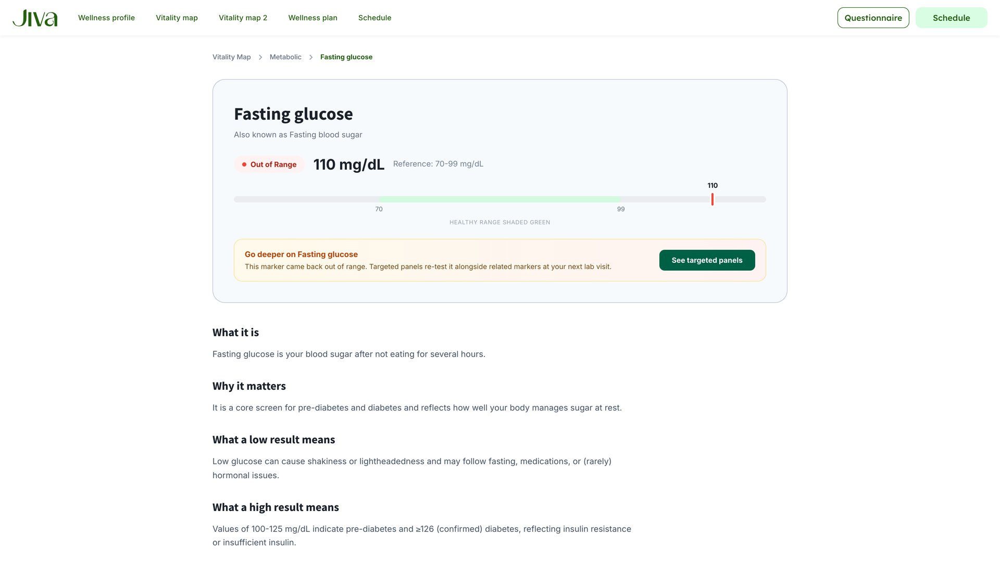 Jiva
Wellness profile
Vitality map
Vitality map 2
Wellness plan
Schedule
Questionnaire
Schedule
Vitality Map > Metabolic > Fasting glucose
Fasting glucose
Also known as Fasting blood sugar
Out of Range
110 mg/dL
Reference: 70-99 mg/dL
110
70
99
HEALTHY RANGE SHADED GREEN
Go deeper on Fasting glucose
This marker came back out of range. Targeted panels re-test it alongside related markers at your next lab visit.
See targeted panels
What it is
Fasting glucose is your blood sugar after not eating for several hours.
Why it matters
It is a core screen for pre-diabetes and diabetes and reflects how well your body manages sugar at rest.
What a low result means
Low glucose can cause shakiness or lightheadedness and may follow fasting, medications, or (rarely)
hormonal issues.
What a high result means
Values of 100-125 mg/dL indicate pre-diabetes and ≥126 (confirmed) diabetes, reflecting insulin resistance
or insufficient insulin.